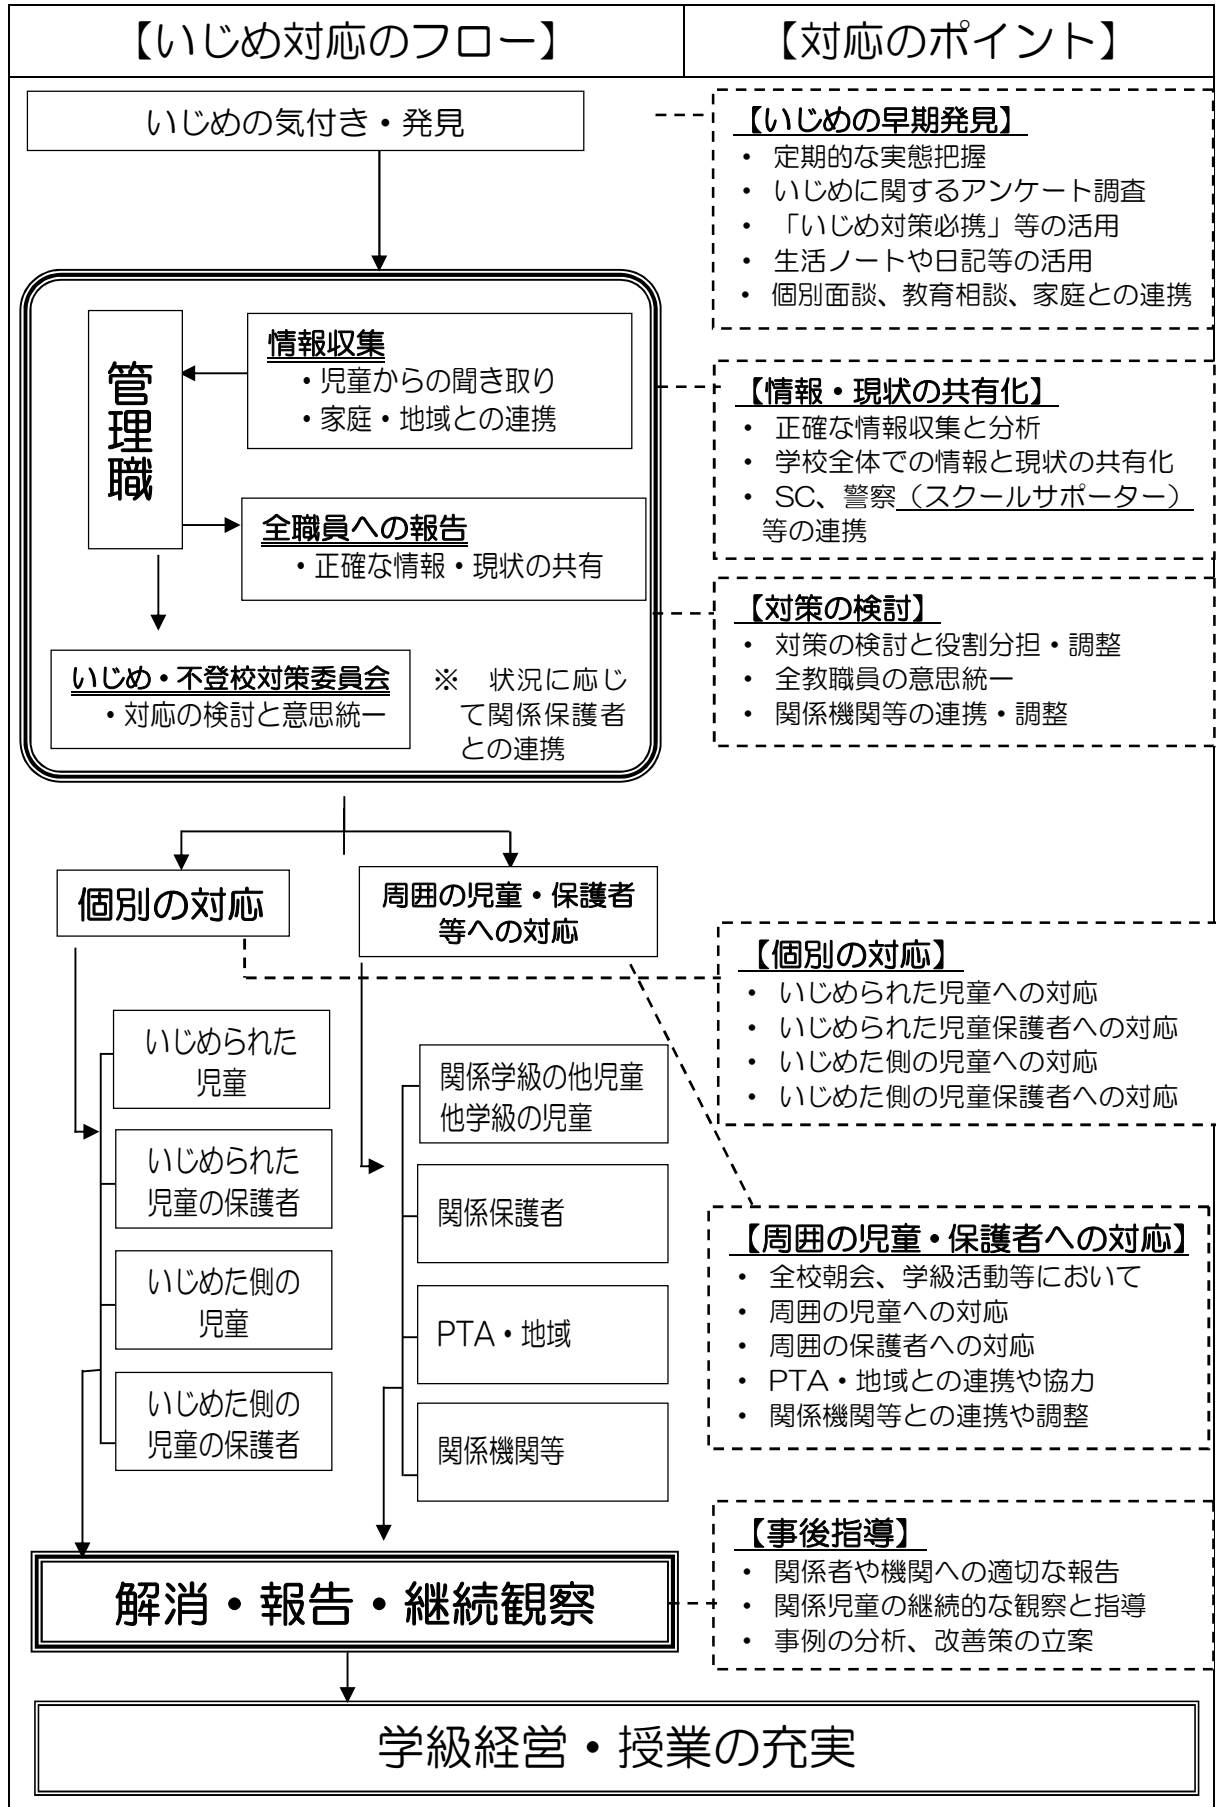 【いじめ対応のフロー】
【対応のポイント】
いじめの気付き・発見
【いじめの早期発見】
・ 定期的な実態把握
・ いじめに関するアンケート調査
・ 「いじめ対策必携」等の活用
・ 生活ノートや日記等の活用
・ 個別面談、教育相談、家庭との連携
管理職
情報収集
・児童からの聞き取り
・家庭・地域との連携
全職員への報告
・正確な情報・現状の共有
いじめ・不登校対策委員会
・対応の検討と意思統一
※ 状況に応じ
て関係保護者
との連携
【情報・現状の共有化】
・ 正確な情報収集と分析
・ 学校全体での情報と現状の共有化
・ SC、警察（スクールサポーター）
等の連携
【対策の検討】
・ 対策の検討と役割分担・調整
・ 全教職員の意思統一
・ 関係機関等の連携・調整
個別の対応
周囲の児童・保護者
等への対応
いじめられた
児童
いじめられた
児童の保護者
いじめた側の
児童
いじめた側の
児童の保護者
関係学級の他児童
他学級の児童
関係保護者
PTA・地域
関係機関等
【個別の対応】
・ いじめられた児童への対応
・ いじめられた児童保護者への対応
・ いじめた側の児童への対応
・ いじめた側の児童保護者への対応
【周囲の児童・保護者への対応】
・ 全校朝会、学級活動等において
・ 周囲の児童への対応
・ 周囲の保護者への対応
・ PTA・地域との連携や協力
・ 関係機関等との連携や調整
解消・報告・継続観察
【事後指導】
・ 関係者や機関への適切な報告
・ 関係児童の継続的な観察と指導
・ 事例の分析、改善策の立案
学級経営・授業の充実